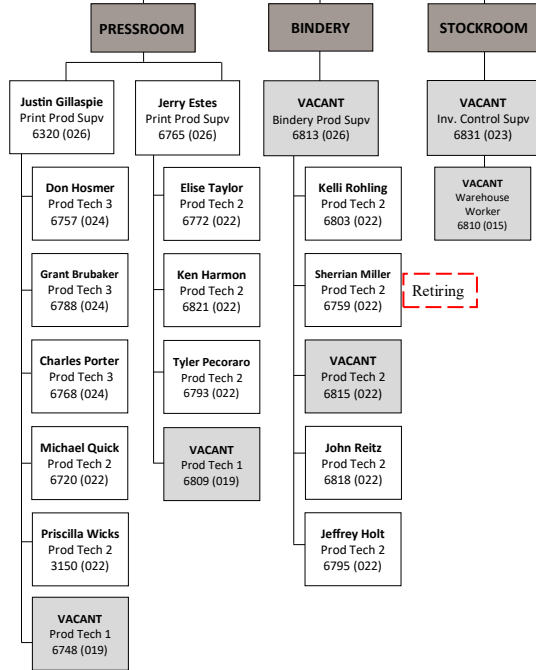 PRESSROOM
Justin Gillaspie
Print Prod Supv
6320 (026)
Don Hosmer
Prod Tech 3
6757 (024)
Grant Brubaker
Prod Tech 3
6788 (024)
Charles Porter
Prod Tech 3
6768 (024)
Michael Quick
Prod Tech 2
6720 (022)
Priscilla Wicks
Prod Tech 2
3150 (022)
VACANT
Prod Tech 1
6748 (019)
Jerry Estes
Print Prod Supv
6765 (026)
Elise Taylor
Prod Tech 2
6772 (022)
Ken Harmon
Prod Tech 2
6821 (022)
Tyler Pecoraro
Prod Tech 2
6793 (022)
VACANT
Prod Tech 1
6809 (019)
BINDERY
VACANT
Bindery Prod Supv
6813 (026)
Kelli Rohling
Prod Tech 2
6803 (022)
Sherrian Miller
Prod Tech 2
6759 (022)
Retiring
VACANT
Prod Tech 2
6815 (022)
John Reitz
Prod Tech 2
6818 (022)
Jeffrey Holt
Prod Tech 2
6795 (022)
STOCKROOM
VACANT
Inv. Control Supv
6831 (023)
VACANT
Warehouse
Worker
6810 (015)